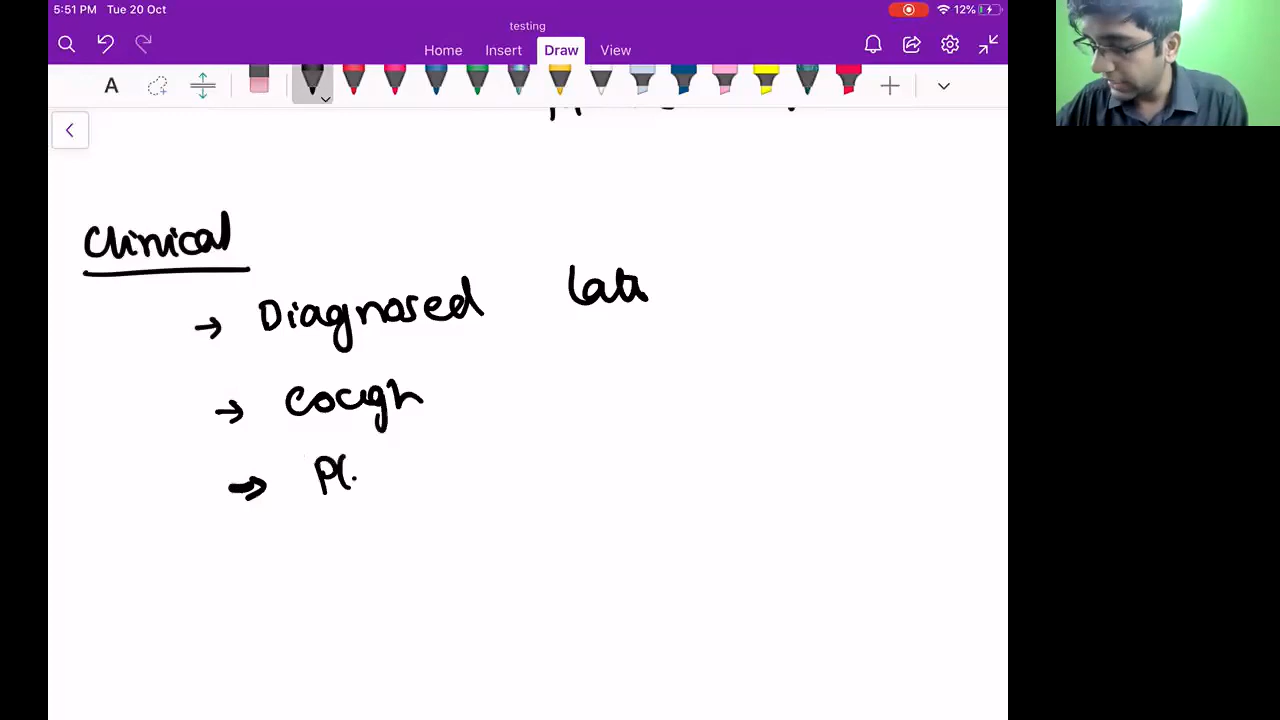 5:51 PM Tue 20 Oct
12%
testing
Home Insert Draw View
A
Clinical
→ Diagnosed late
→ Cough
→ Pl